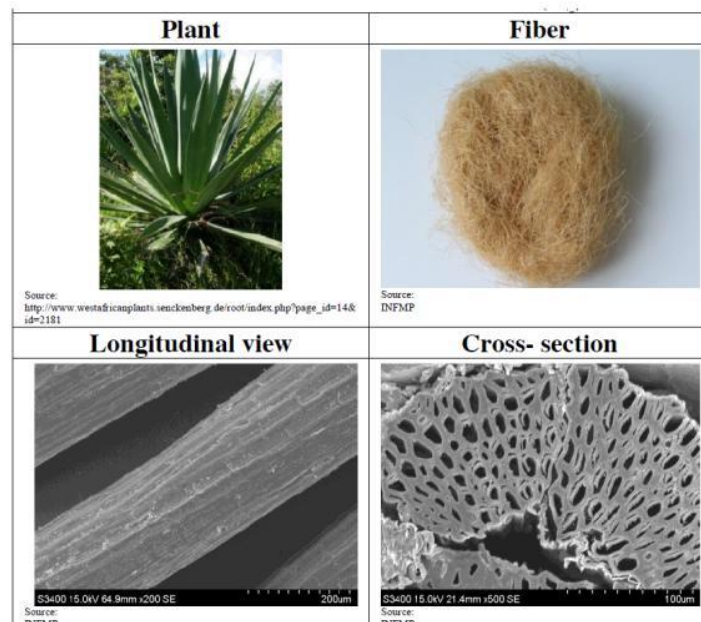 Plant
Fiber
Source:
http://www.westafricanplants.senckenberg.de/root/index.php?page_id=14&
id=2181
Source:
INFMP
Longitudinal view
Cross- section
S3400 15.0kV 64.9mm x200 SE
200um
S3400 15.0kV 21.4mm x500 SE
100um
Source:
Source: